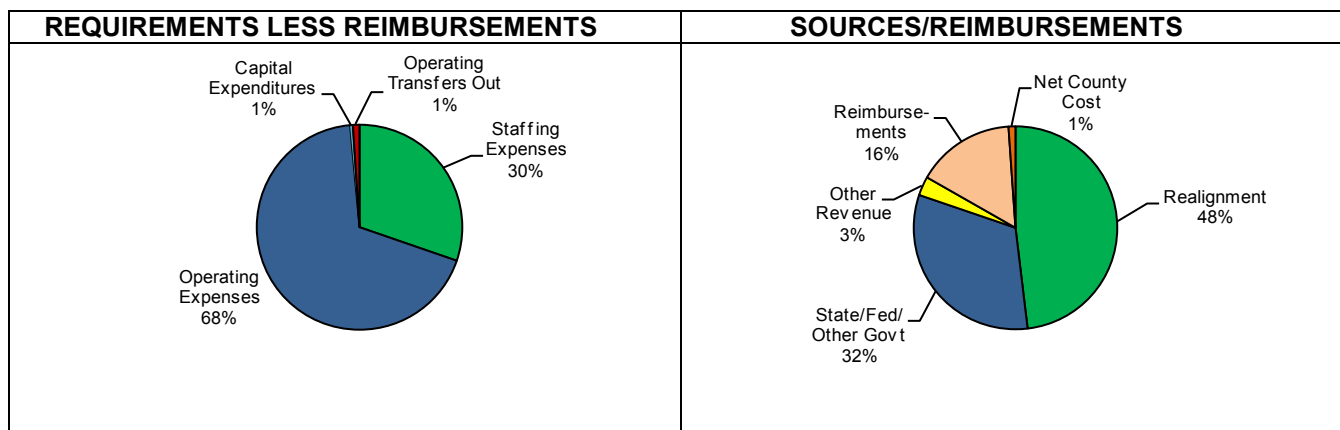 REQUIREMENTS LESS REIMBURSEMENTS
Capital
Expenditures
1%
Operating
Transfers Out
1%
Staffing
Expenses
30%
Operating
Expenses
68%
SOURCES/REIMBURSEMENTS
Net County
Cost
1%
Reimburse-
ments
16%
Other
Revenue
3%
Realignment
48%
State/Fed/
Other Govt
32%